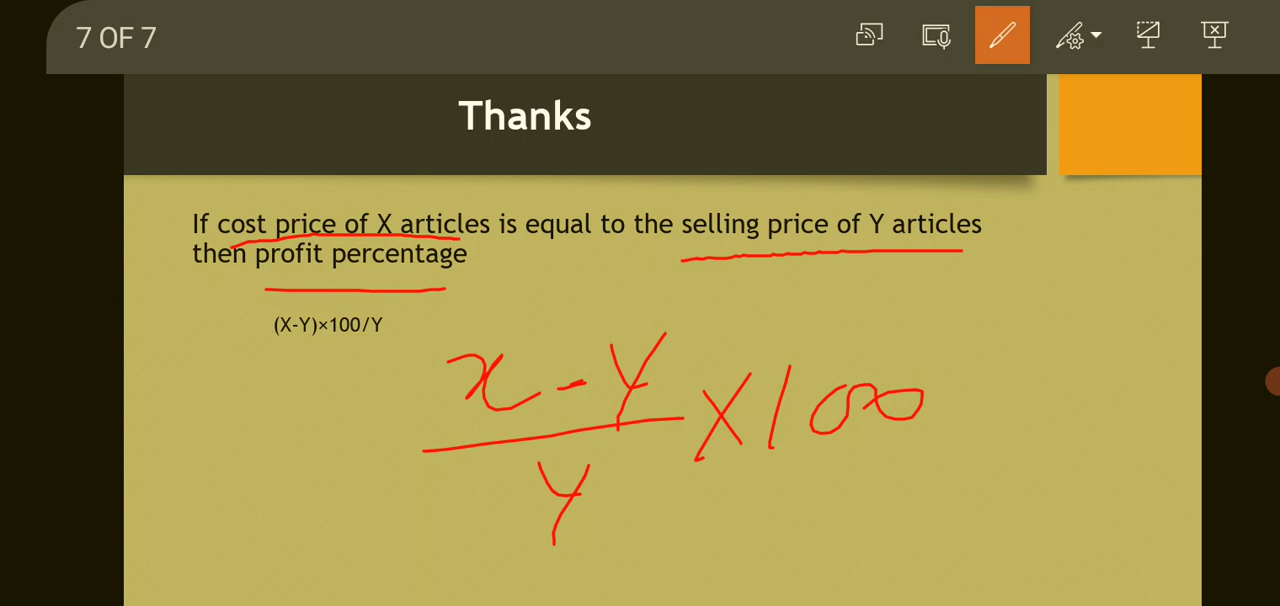 7 OF 7
Thanks
If cost price of X articles is equal to the selling price of Y articles
then profit percentage
(X-Y)×100/Y
x - Y
Y
X100